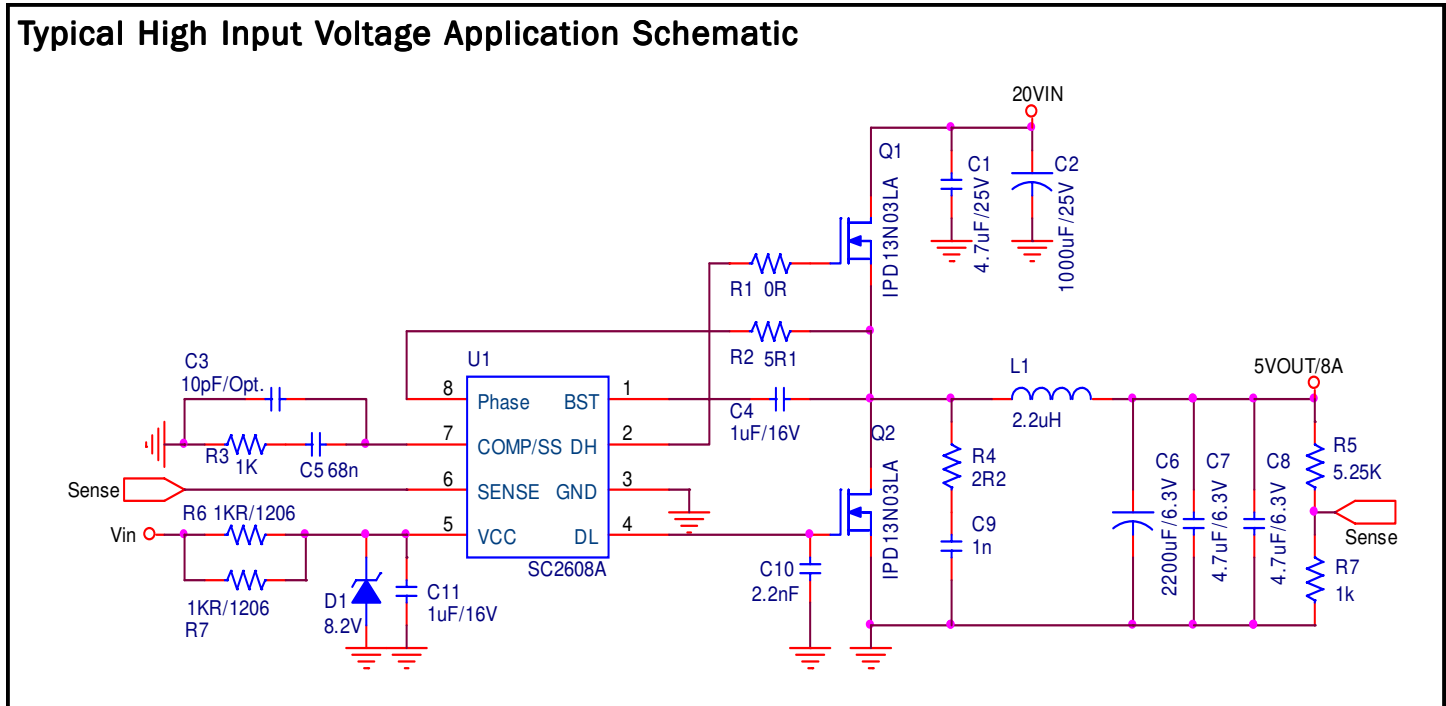 Typical High Input Voltage Application Schematic
20VIN
Q1
IPD13N03LA
C1
4.7uF/25V
C2
1000uF/25V
R1 0R
R2 5R1
C3
10pF/Opt.
U1
8
Phase
BST
1
7
COMP/SS
DH
2
6
SENSE
GND
3
5
VCC
DL
4
SC2608A
R3 1K
C5 68n
Sense
Vin
R6 1KR/1206
1KR/1206
R7
D1
8.2V
C11
1uF/16V
C4
1uF/16V
Q2
IPD13N03LA
C10
2.2nF
R4
2R2
C9
1n
L1
2.2uH
5VOUT/8A
C6
2200uF/6.3V
C7
4.7uF/6.3V
C8
4.7uF/6.3V
R5
5.25K
Sense
R7
1k